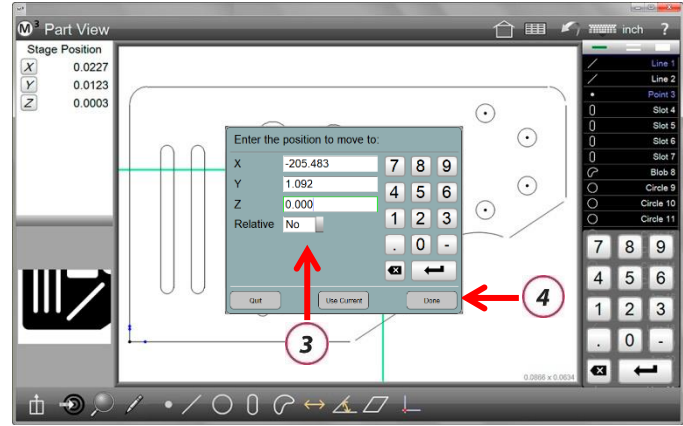 M³ Part View
inch ?
Stage Position
X 0.0227
Y 0.0123
Z 0.0003
Line 1
Line 2
Point 3
Slot 4
Slot 5
Slot 6
Slot 7
Blob 8
Circle 9
Circle 10
Circle 11
Enter the position to move to:
X -205.483
Y 1.092
Z 0.000
Relative No
7 8 9
4 5 6
1 2 3
. 0 -
Quit Use Current Done
3
4
7 8 9
4 5 6
1 2 3
. 0 -
0.0866 x 0.0634